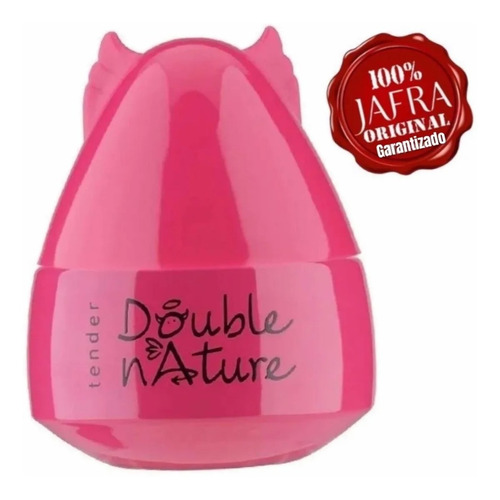 100%
JAFRA
ORIGINAL
Garantizado
tender
Double
nAture